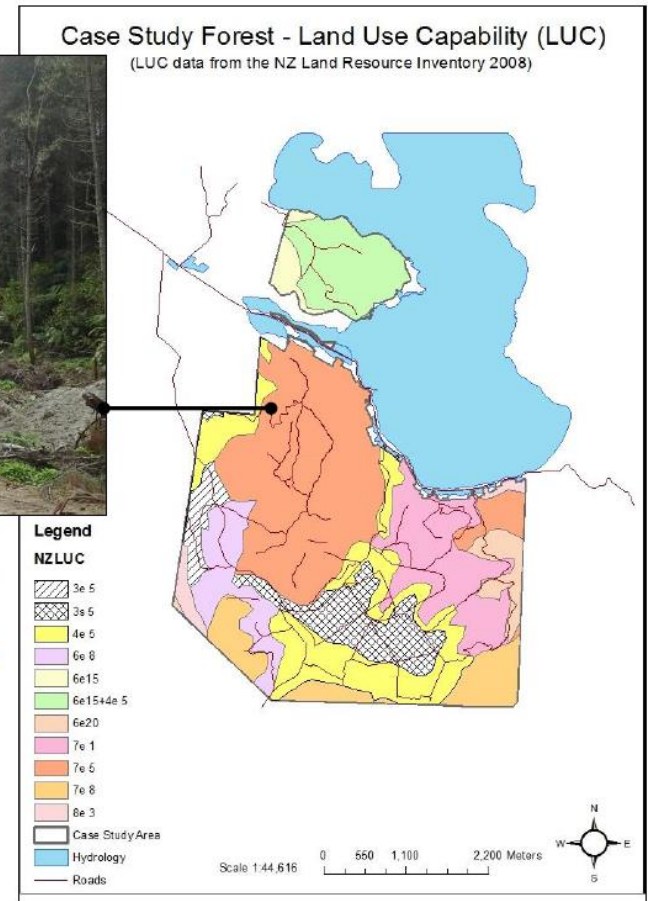 Case Study Forest - Land Use Capability (LUC)
(LUC data from the NZ Land Resource Inventory 2008)
Legend
NZLUC
3e 5
3s 5
4e 5
6e 8
6e15
6e15+4e 5
6e20
7e 1
7e 5
7e 8
8e 3
Case Study Area
Hydrology
Roads
Scale 1:44,616
0 550 1,100 2,200 Meters
N
W E
S